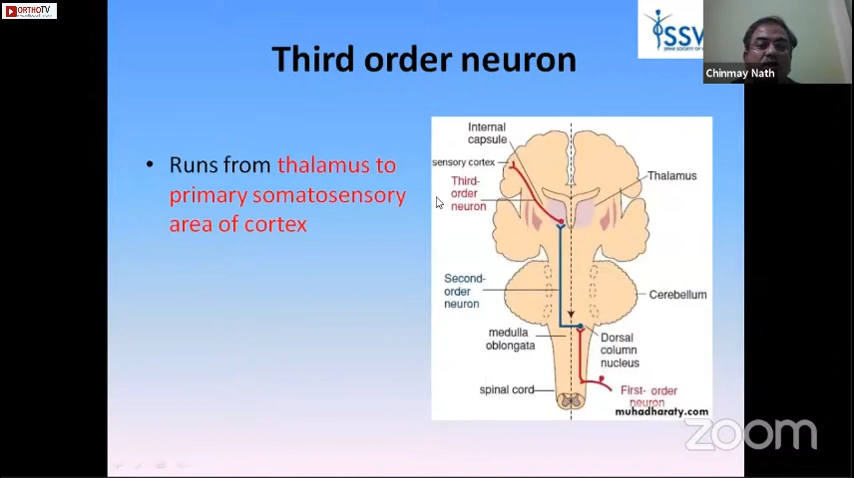 ORTHOTV
ISSV
Chinmay Nath
Third order neuron
• Runs from thalamus to
primary somatosensory
area of cortex
Internal
capsule
sensory cortex
Third-
order
neuron
Thalamus
Second-
order
neuron
Cerebellum
medulla
oblongata
Dorsal
column
nucleus
spinal cord
First-order
neuron
muhadharaty.com
zoom